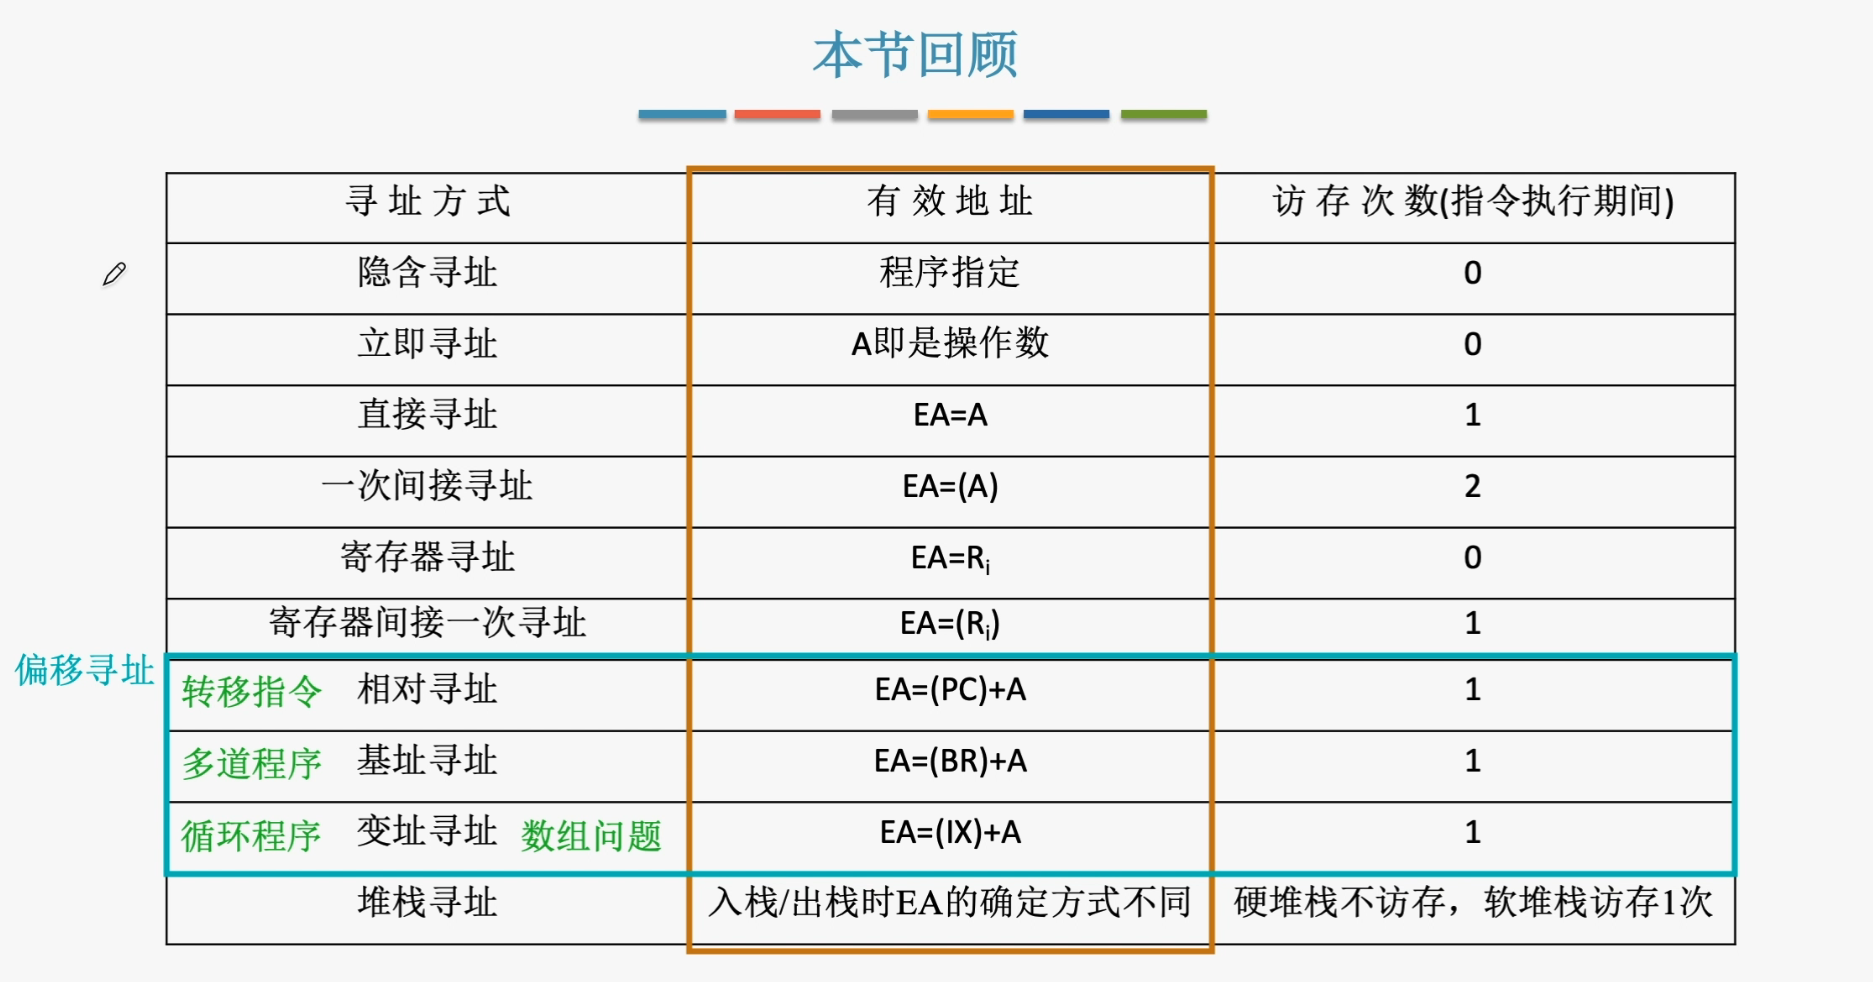 本节回顾
寻址方式 有效地址 访存次数(指令执行期间)
隐含寻址 程序指定 0
立即寻址 A即是操作数 0
直接寻址 EA=A 1
一次间接寻址 EA=(A) 2
寄存器寻址 EA=Ri 0
寄存器间接一次寻址 EA=(Ri) 1
偏移寻址
转移指令 相对寻址 EA=(PC)+A 1
多道程序 基址寻址 EA=(BR)+A 1
循环程序 变址寻址 数组问题 EA=(IX)+A 1
堆栈寻址 入栈/出栈时EA的确定方式不同 硬堆栈不访存，软堆栈访存1次